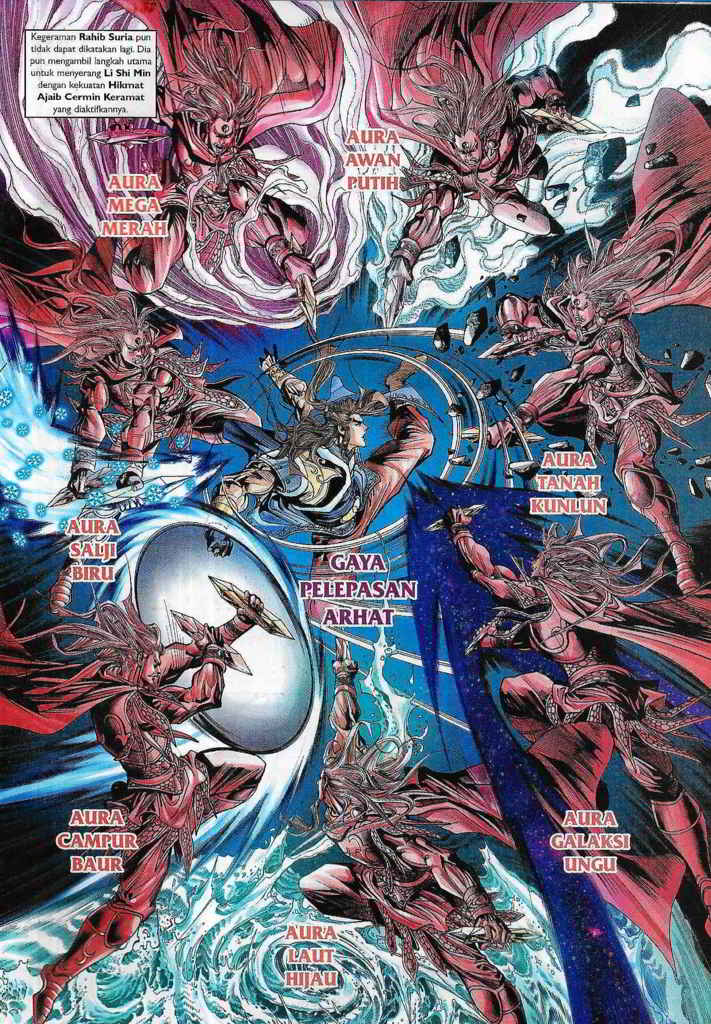 Kegeraman Rahib Suria pun
tidak dapat dikatakan lagi. Dia
pun mengambil langkah utama
untuk menyerang Li Shi Min
dengan kekuatan Hikmat
Ajaib Cermin Keramat
yang diaktifkannya.
AURA
MEGA
MERAH
AURA
AWAN
PUTIH
AURA
TANAH
KUNLUN
AURA
SALJI
BIRU
GAYA
PELEPASAN
ARHAT
AURA
CAMPUR
BAUR
AURA
GALAKSI
UNGU
AURA
LAUT
HIJAU